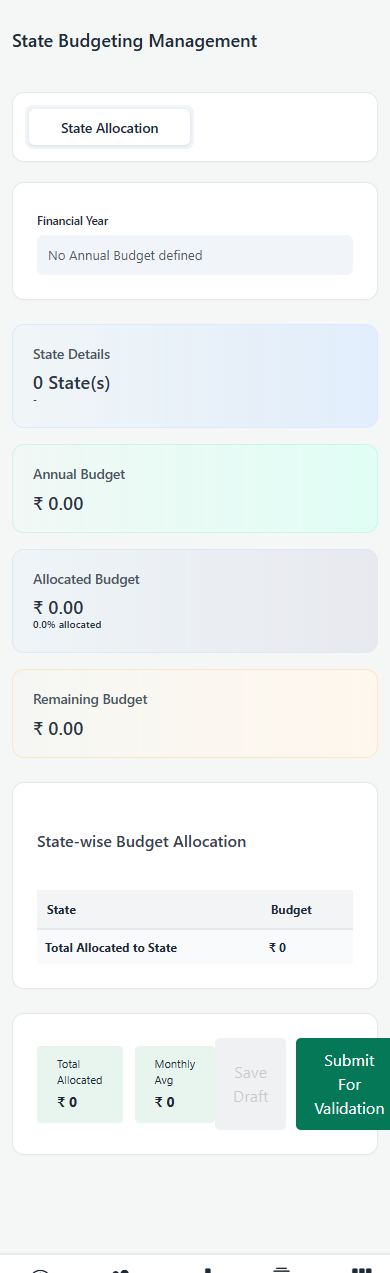 State Budgeting Management
State Allocation
Financial Year
No Annual Budget defined
State Details
0 State(s)
-
Annual Budget
₹ 0.00
Allocated Budget
₹ 0.00
0.0% allocated
Remaining Budget
₹ 0.00
State-wise Budget Allocation
State Budget
Total Allocated to State ₹ 0
Total
Allocated
₹ 0
Monthly
Avg
₹ 0
Save
Draft
Submit
For
Validation